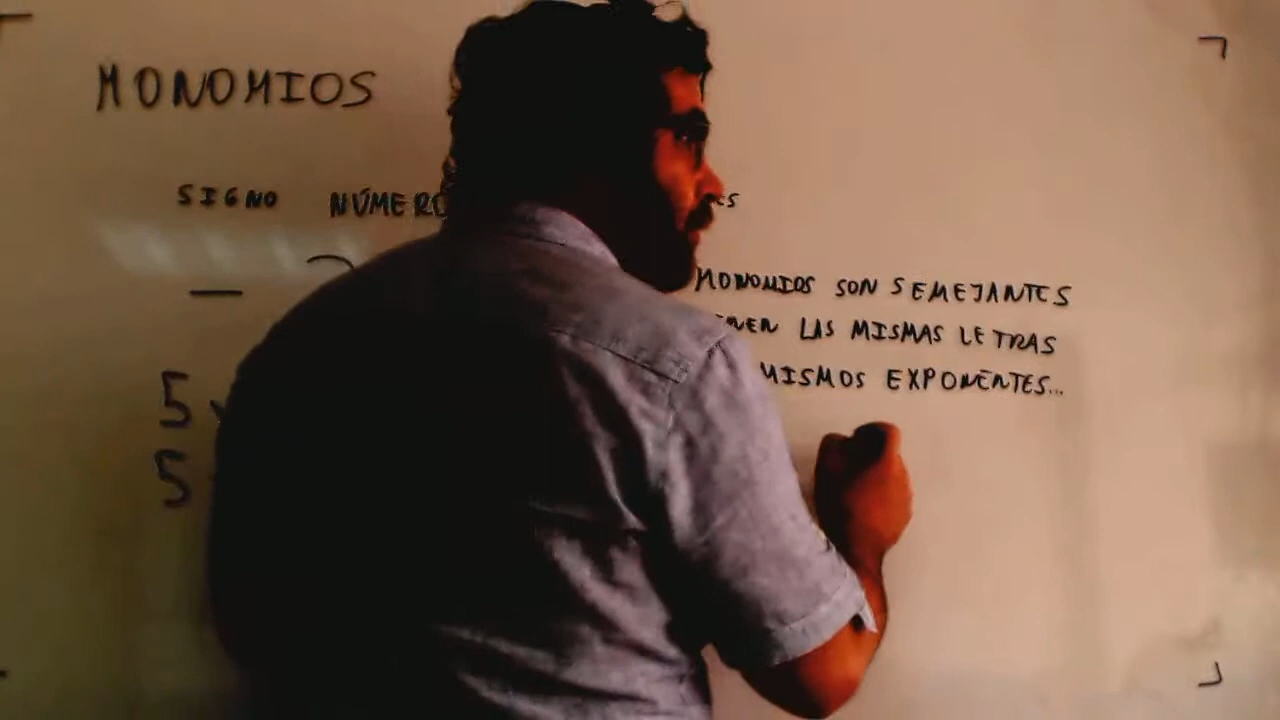 MONOMIOS
SIGNO NÚMERO
MONOMIOS SON SEMEJANTES
LAS MISMAS LETRAS
MISMOS EXPONENTES...
5
5